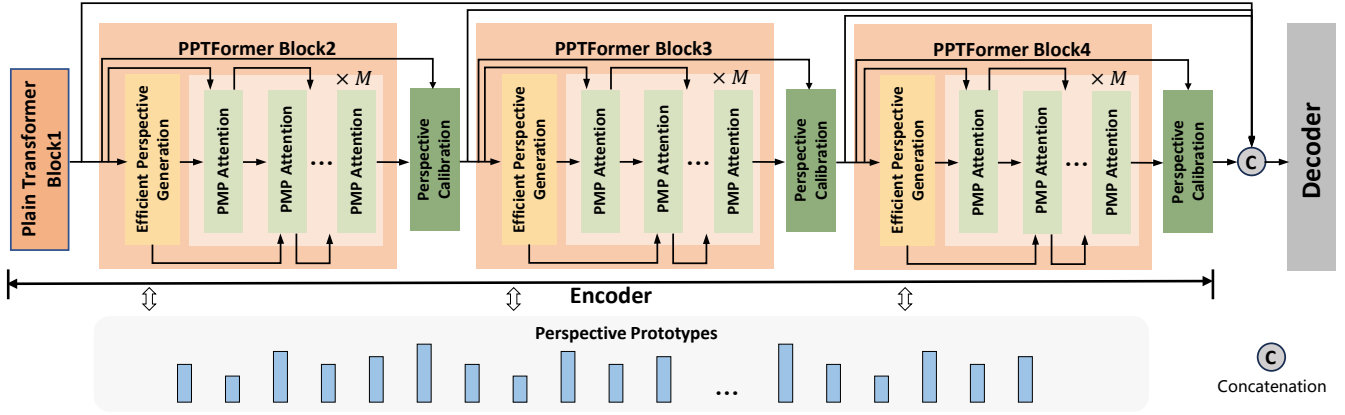 Plain Transformer
Block1
PPTFormer Block2
Efficient Perspective
Generation
PMP Attention
PMP Attention
...
PMP Attention
× M
Perspective
Calibration
PPTFormer Block3
Efficient Perspective
Generation
PMP Attention
PMP Attention
...
PMP Attention
× M
Perspective
Calibration
PPTFormer Block4
Efficient Perspective
Generation
PMP Attention
PMP Attention
...
PMP Attention
× M
Perspective
Calibration
C
Decoder
Encoder
Perspective Prototypes
...
C
Concatenation